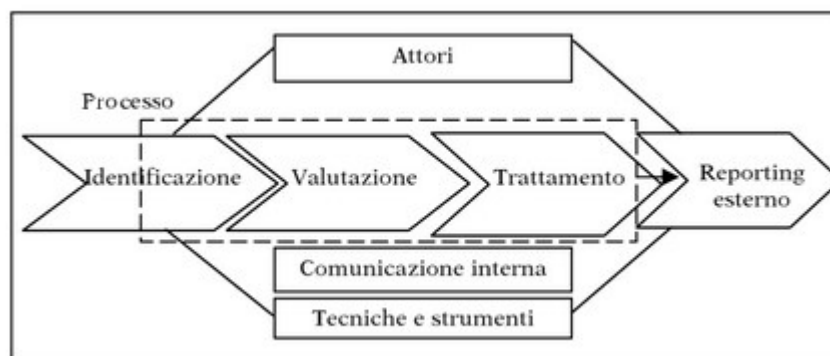 Attori
Processo
Identificazione
Valutazione
Trattamento
Reporting
esterno
Comunicazione interna
Tecniche e strumenti